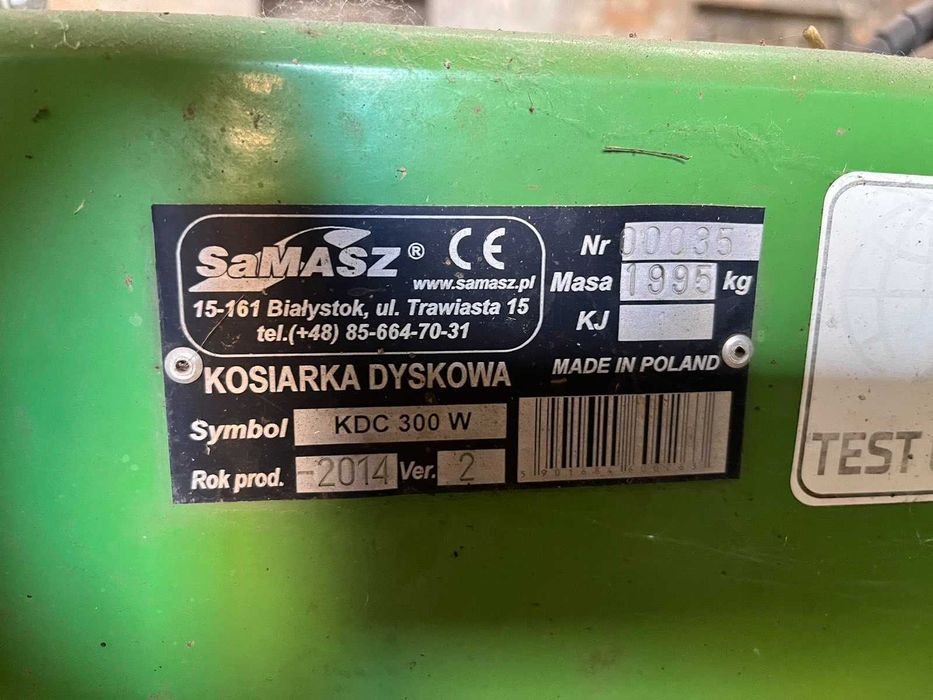 SaMASZ® CE
www.samasz.pl
15-161 Białystok, ul. Trawiasta 15
tel.(+48) 85-664-70-31
Nr 00035
Masa 1995 kg
KJ
KOSIARKA DYSKOWA
MADE IN POLAND
Symbol KDC 300 W
Rok prod. -2014 Ver. 2
TEST